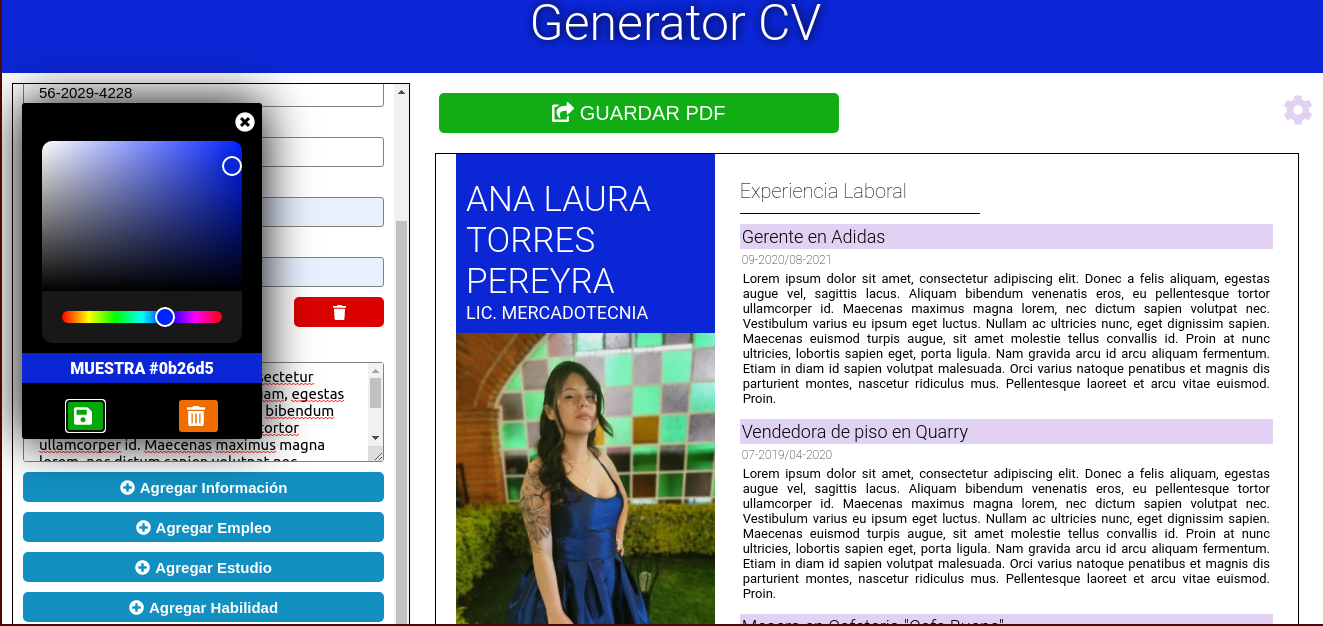 Generator CV
56-2029-4228
MUESTRA #0b26d5
sectetur
am, egestas
bibendum
tortor
ullamcorper id. Maecenas maximus magna
lorem, nec dictum sapien volutpat nec.
Agregar Información
Agregar Empleo
Agregar Estudio
Agregar Habilidad
GUARDAR PDF
ANA LAURA
TORRES
PEREYRA
LIC. MERCADOTECNIA
Experiencia Laboral
Gerente en Adidas
09-2020/08-2021
Lorem ipsum dolor sit amet, consectetur adipiscing elit. Donec a felis aliquam, egestas
augue vel, sagittis lacus. Aliquam bibendum venenatis eros, eu pellentesque tortor
ullamcorper id. Maecenas maximus magna lorem, nec dictum sapien volutpat nec.
Vestibulum varius eu ipsum eget luctus. Nullam ac ultricies nunc, eget dignissim sapien.
Maecenas euismod turpis augue, sit amet molestie tellus convallis id. Proin at nunc
ultricies, lobortis sapien eget, porta ligula. Nam gravida arcu id arcu aliquam fermentum.
Etiam in diam id sapien volutpat malesuada. Orci varius natoque penatibus et magnis dis
parturient montes, nascetur ridiculus mus. Pellentesque laoreet et arcu vitae euismod.
Proin.
Vendedora de piso en Quarry
07-2019/04-2020
Lorem ipsum dolor sit amet, consectetur adipiscing elit. Donec a felis aliquam, egestas
augue vel, sagittis lacus. Aliquam bibendum venenatis eros, eu pellentesque tortor
ullamcorper id. Maecenas maximus magna lorem, nec dictum sapien volutpat nec.
Vestibulum varius eu ipsum eget luctus. Nullam ac ultricies nunc, eget dignissim sapien.
Maecenas euismod turpis augue, sit amet molestie tellus convallis id. Proin at nunc
ultricies, lobortis sapien eget, porta ligula. Nam gravida arcu id arcu aliquam fermentum.
Etiam in diam id sapien volutpat malesuada. Orci varius natoque penatibus et magnis dis
parturient montes, nascetur ridiculus mus. Pellentesque laoreet et arcu vitae euismod.
Proin.
Mesera en Cafeteria "Cafe Bueno"